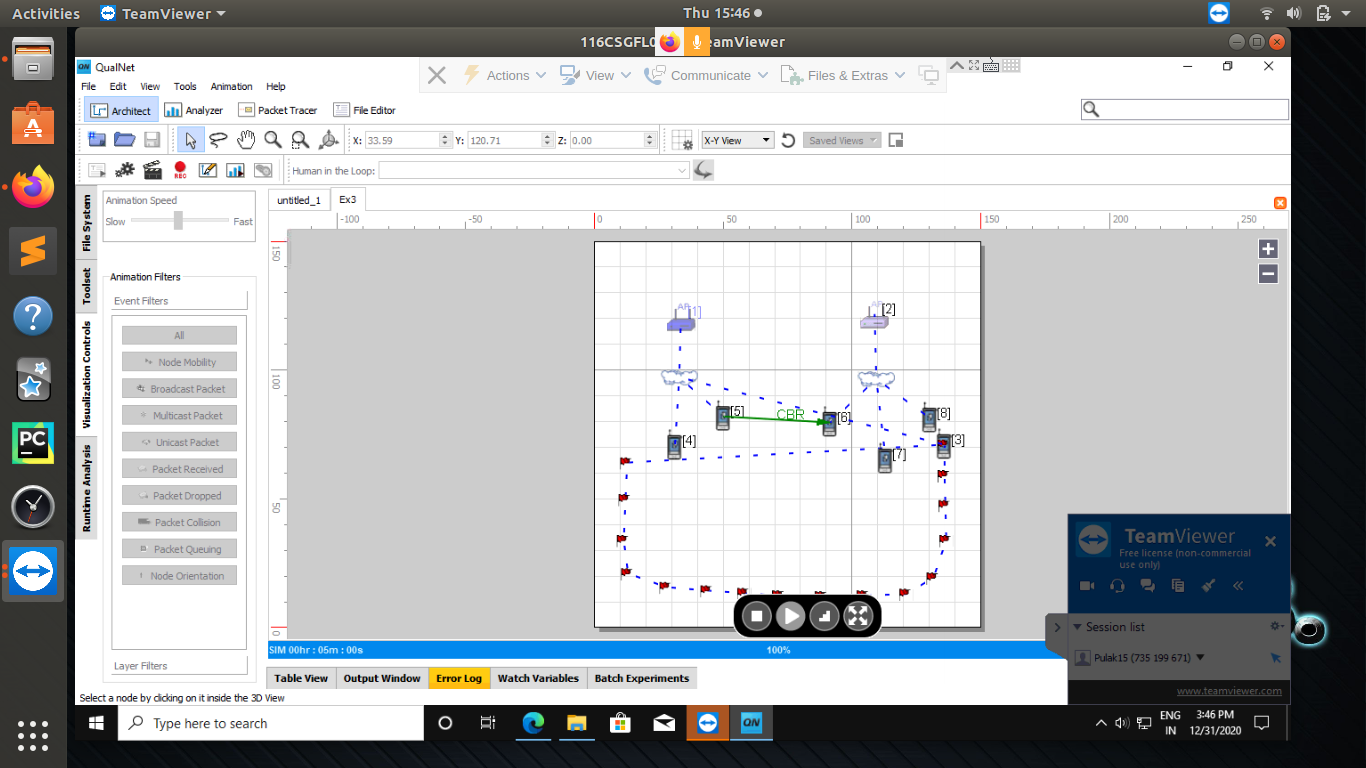 Activities TeamViewer Thu 15:46
116CSGFL0 TeamViewer
QualNet
Actions View Communicate Files & Extras
File Edit View Tools Animation Help
Architect Analyzer Packet Tracer File Editor
X: 33.59 Y: 120.71 Z: 0.00 X-Y View Saved Views
REC Human in the Loop:
untitled_1 Ex3
File System
Toolset
Visualization Controls
Runtime Analysis
Animation Speed
Slow Fast
Animation Filters
Event Filters
All
Node Mobility
Broadcast Packet
Multicast Packet
Unicast Packet
Packet Received
Packet Dropped
Packet Collision
Packet Queuing
Node Orientation
Layer Filters
-100 -50 0 50 100 150 200 250
150
100
50
0
AP [1]
AP [2]
[5] CBR [6] [8]
[4] [7] [3]
SIM 00hr : 05m : 00s 100%
Table View Output Window Error Log Watch Variables Batch Experiments
Select a node by clicking on it inside the 3D View
TeamViewer
Free license (non-commercial
use only)
Session list
Pulak15 (735 199 671)
www.teamviewer.com
Type here to search
QN
ENG
IN
3:46 PM
12/31/2020